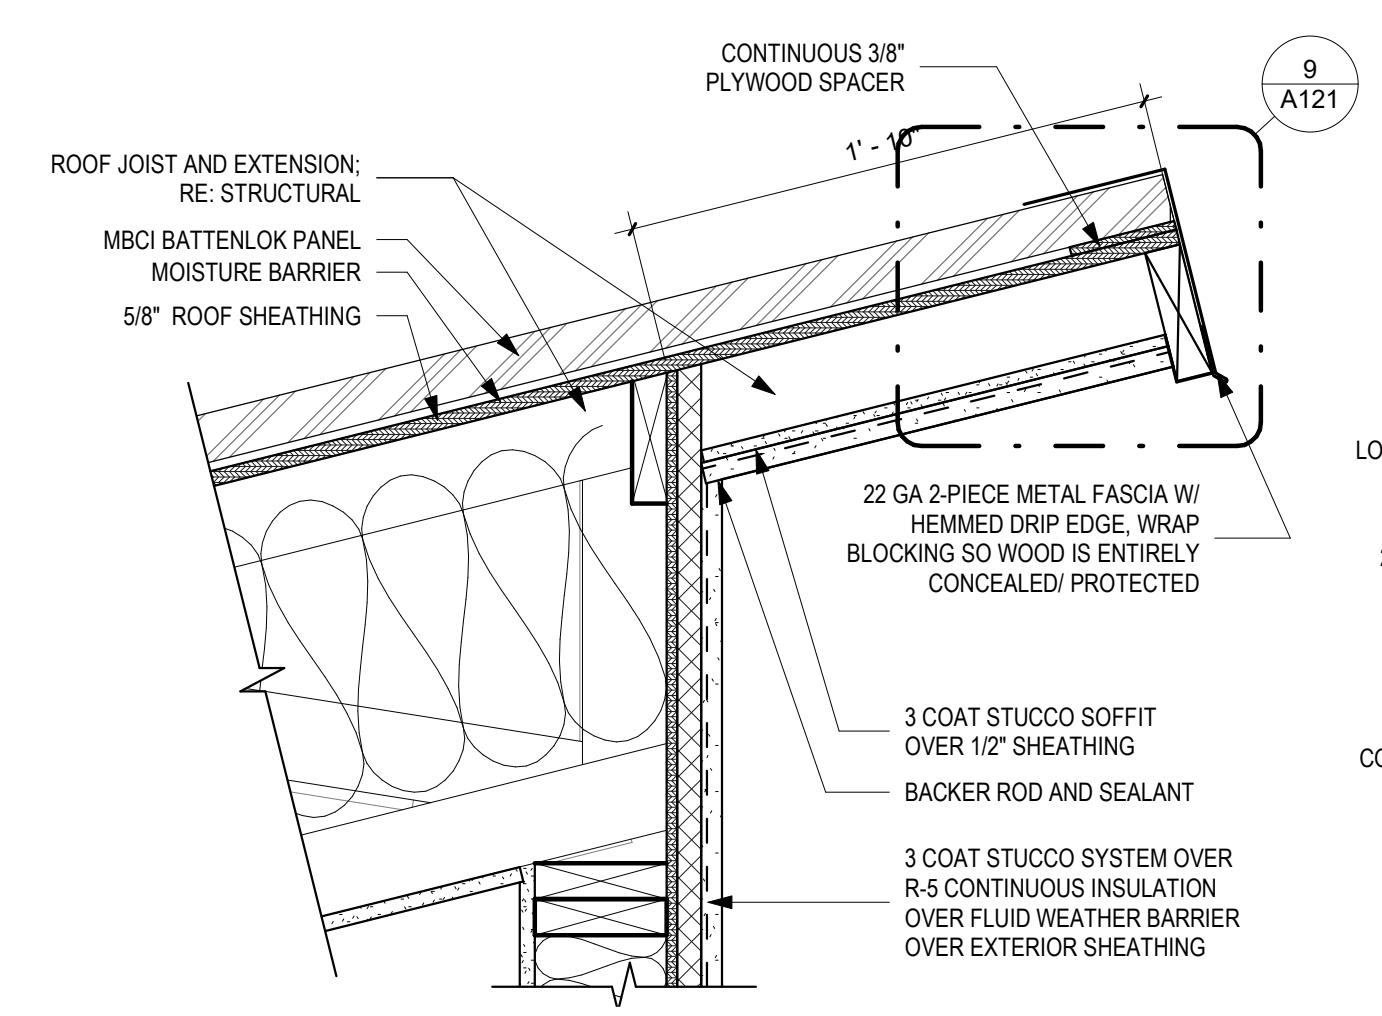 CONTINUOUS 3/8"
PLYWOOD SPACER
9
A121
1' - 10"
ROOF JOIST AND EXTENSION;
RE: STRUCTURAL
MBCI BATTENLOK PANEL
MOISTURE BARRIER
5/8" ROOF SHEATHING
LO
22 GA 2-PIECE METAL FASCIA W/
HEMMED DRIP EDGE, WRAP
BLOCKING SO WOOD IS ENTIRELY
CONCEALED/ PROTECTED
3 COAT STUCCO SOFFIT
OVER 1/2" SHEATHING
CO
BACKER ROD AND SEALANT
3 COAT STUCCO SYSTEM OVER
R-5 CONTINUOUS INSULATION
OVER FLUID WEATHER BARRIER
OVER EXTERIOR SHEATHING